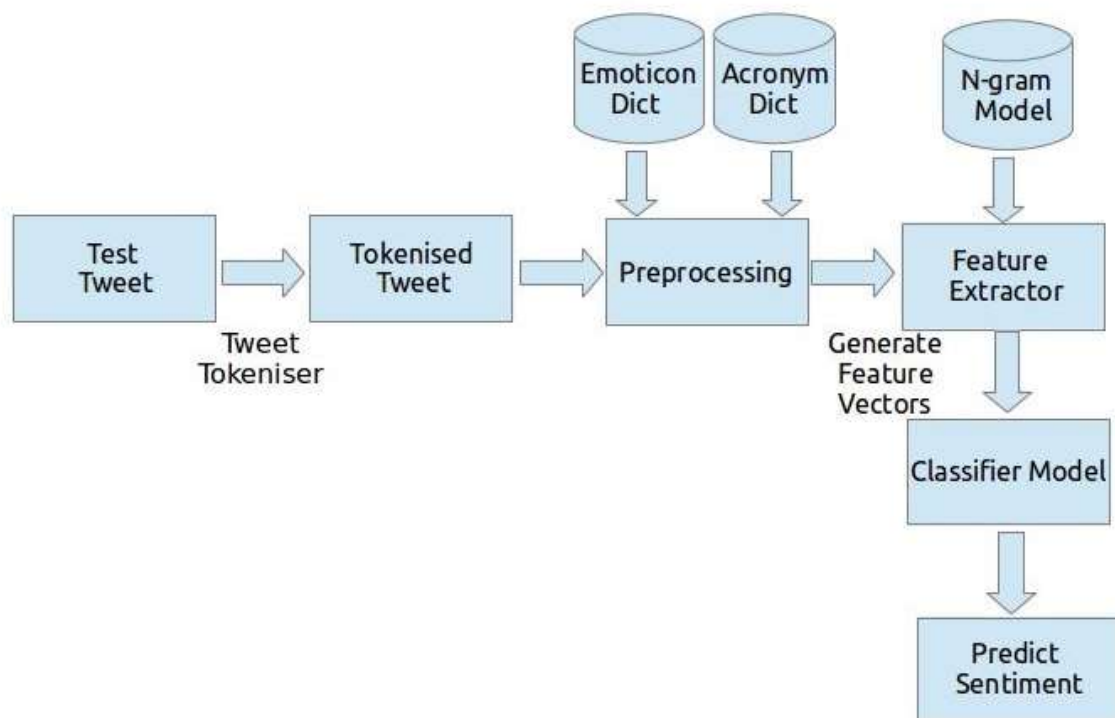 Emoticon
Dict
Acronym
Dict
N-gram
Model
Test
Tweet
Tokenised
Tweet
Preprocessing
Feature
Extractor
Tweet
Tokeniser
Generate
Feature
Vectors
Classifier Model
Predict
Sentiment